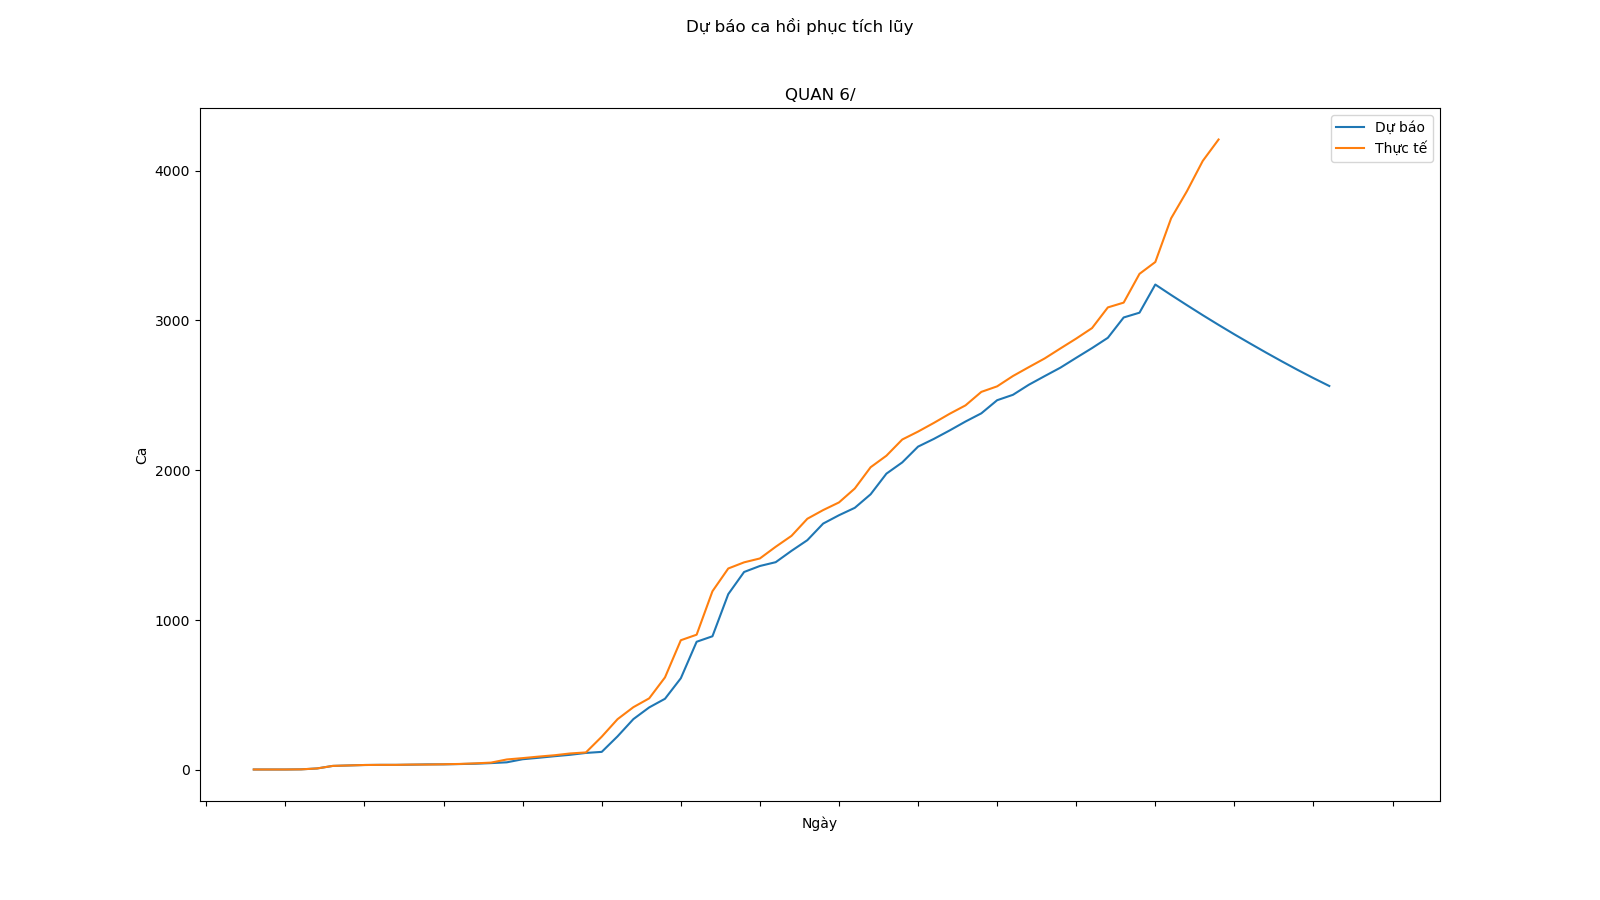 Dự báo ca hồi phục tích lũy
QUAN 6/
Dự báo
Thực tế
4000
3000
2000
1000
0
Ca
Ngày